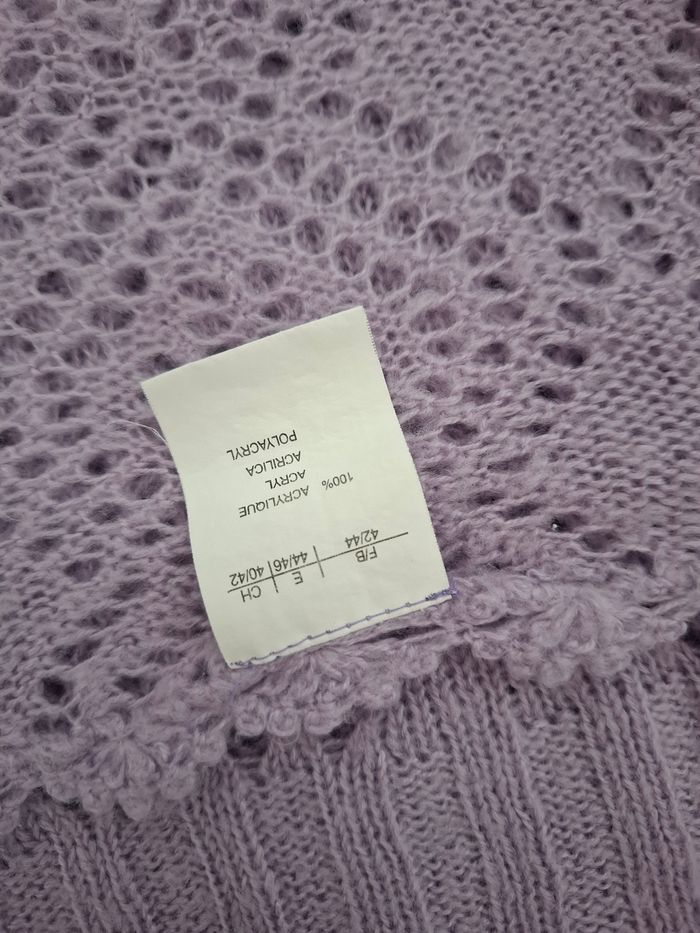 F/B | E | CH
42/44 | 44/46 | 40/42
100% ACRYLIQUE
ACRYL
ACRILICA
POLYACRYL